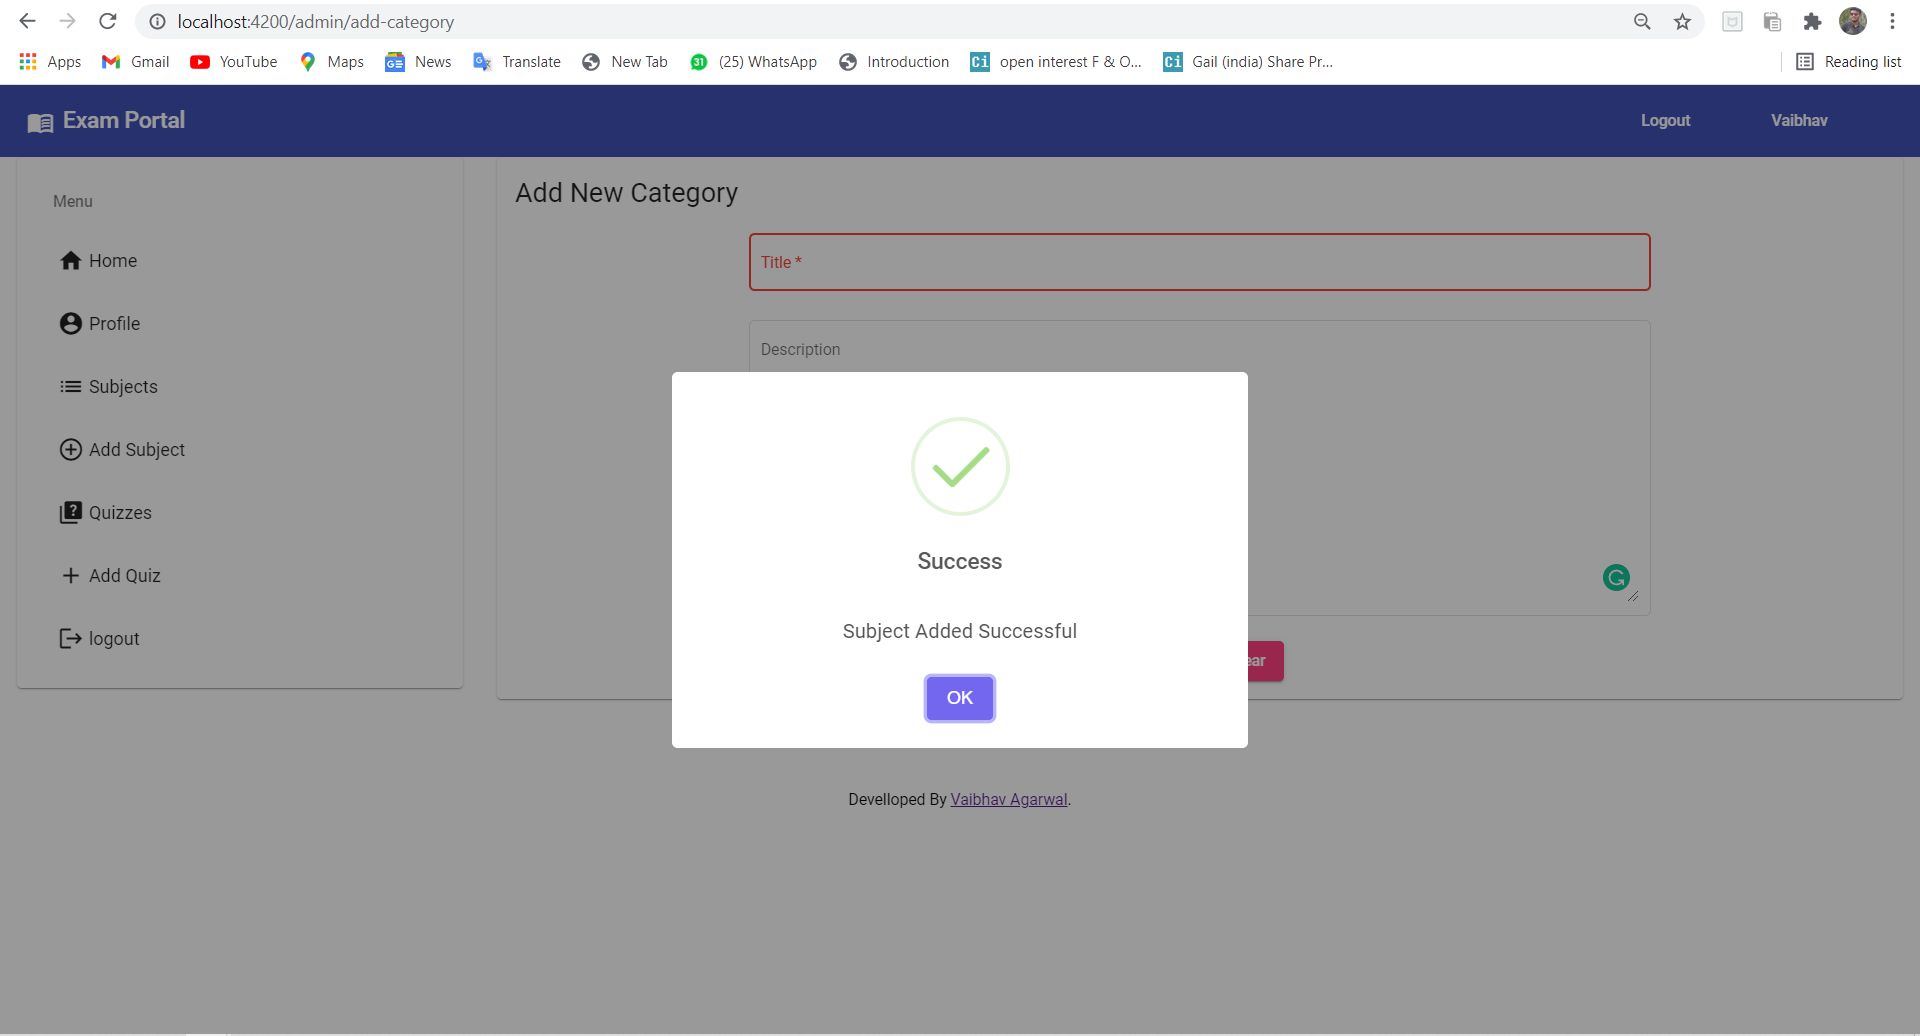 localhost:4200/admin/add-category
Apps Gmail YouTube Maps News Translate New Tab (25) WhatsApp Introduction open interest F & O... Gail (india) Share Pr... Reading list
Exam Portal Logout Vaibhav
Menu
Home
Profile
Subjects
Add Subject
Quizzes
Add Quiz
logout
Add New Category
Title *
Description
Success
Subject Added Successful
OK
ear
Develloped By Vaibhav Agarwal.